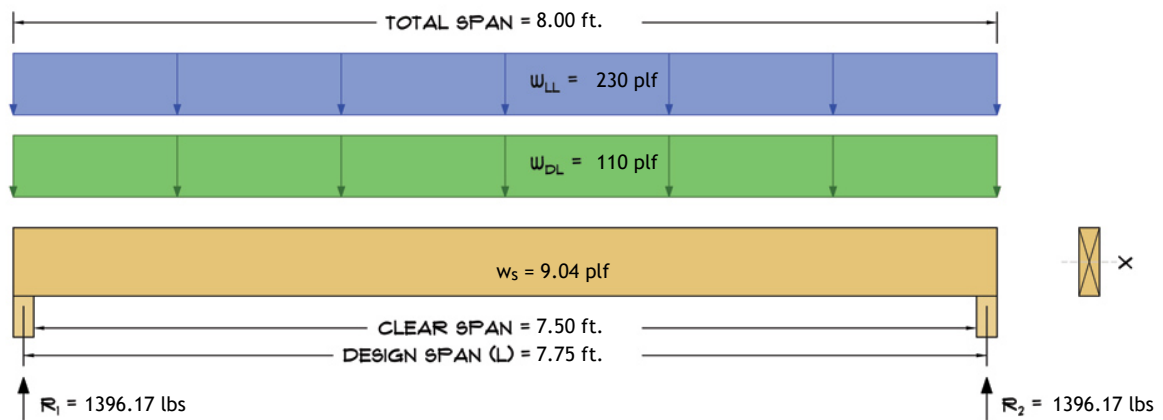 TOTAL SPAN = 8.00 ft.
wLL = 230 plf
wDL = 110 plf
ws = 9.04 plf
X
CLEAR SPAN = 7.50 ft.
DESIGN SPAN (L) = 7.75 ft.
R1 = 1396.17 lbs
R2 = 1396.17 lbs